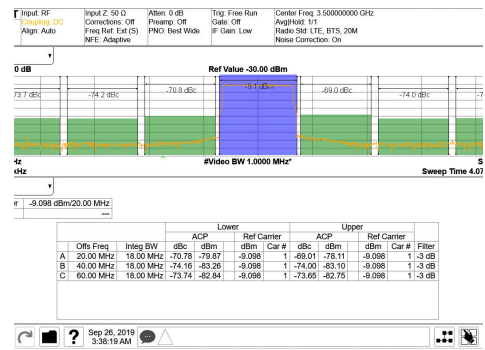 Input: RF
Coupling: DC
Align: Auto
Input Z: 50 Ω
Corrections: Off
Freq Ref: Ext (S)
NFE: Adaptive
Atten: 0 dB
Preamp: Off
PNO: Best Wide
Trig: Free Run
Gate: Off
IF Gain: Low
Center Freq: 3.500000000 GHz
Avg|Hold: 1/1
Radio Std: LTE, BTS, 20M
Noise Correction: On
0 dB
Ref Value -30.00 dBm
73.7 dBc
-74.2 dBc
-70.8 dBc
-9.1 dBm
-69.0 dBc
-74.0 dBc
-7
Hz
#Video BW 1.0000 MHz*
S
kHz
Sweep Time 4.07
er -9.098 dBm/20.00 MHz
---
Lower Upper
ACP Ref Carrier ACP Ref Carrier
Offs Freq Integ BW dBc dBm dBm Car # dBc dBm dBm Car # Filter
A 20.00 MHz 18.00 MHz -70.78 -79.87 -9.098 1 -69.01 -78.11 -9.098 1 -3 dB
B 40.00 MHz 18.00 MHz -74.16 -83.26 -9.098 1 -74.00 -83.10 -9.098 1 -3 dB
C 60.00 MHz 18.00 MHz -73.74 -82.84 -9.098 1 -73.65 -82.75 -9.098 1 -3 dB
?
Sep 26, 2019
3:38:19 AM